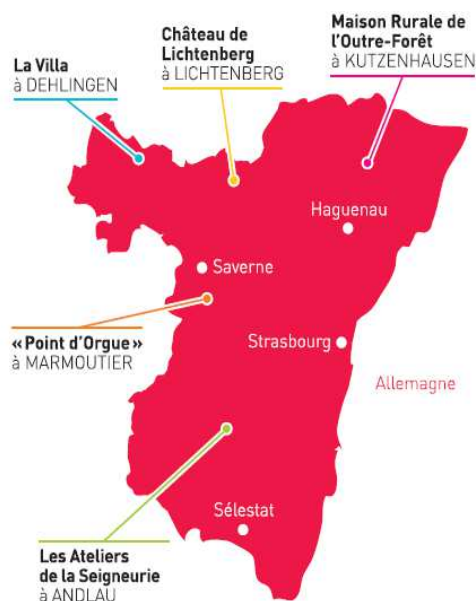 Maison Rurale de
l'Outre-Forêt
à KUTZENHAUSEN
Château de
Lichtenberg
à LICHTENBERG
La Villa
à DEHLINGEN
Haguenau
Saverne
« Point d'Orgue »
à MARMOUTIER
Strasbourg
Allemagne
Sélestat
Les Ateliers
de la Seigneurie
à ANDLAU